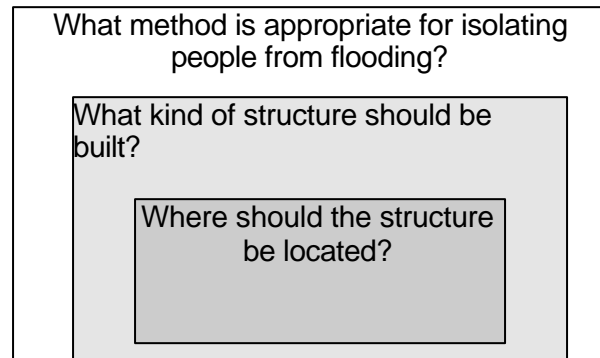 What method is appropriate for isolating
people from flooding?
What kind of structure should be
built?
Where should the structure
be located?